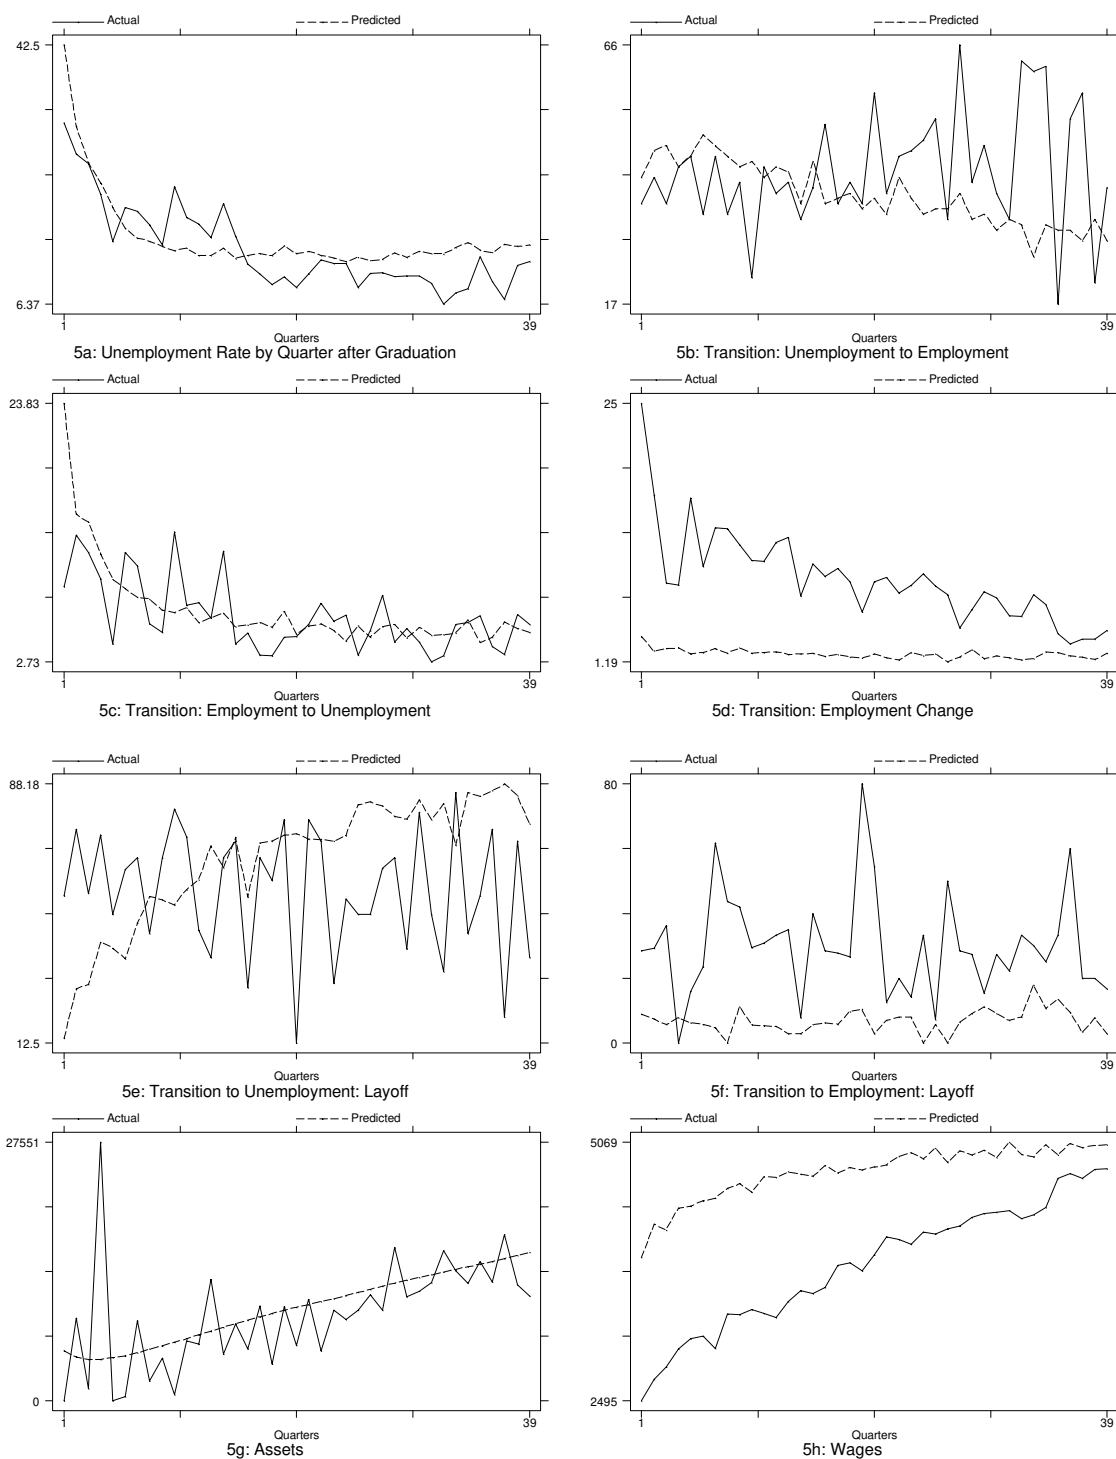 Actual Predicted Actual Predicted
42.5 66
6.37 17
1 39 1 39
Quarters Quarters
5a: Unemployment Rate by Quarter after Graduation 5b: Transition: Unemployment to Employment
Actual Predicted Actual Predicted
23.83 25
2.73 1.19
1 39 1 39
Quarters Quarters
5c: Transition: Employment to Unemployment 5d: Transition: Employment Change
Actual Predicted Actual Predicted
88.18 80
12.5 0
1 39 1 39
Quarters Quarters
5e: Transition to Unemployment: Layoff 5f: Transition to Employment: Layoff
Actual Predicted Actual Predicted
27551 5069
0 2495
1 39 1 39
Quarters Quarters
5g: Assets 5h: Wages